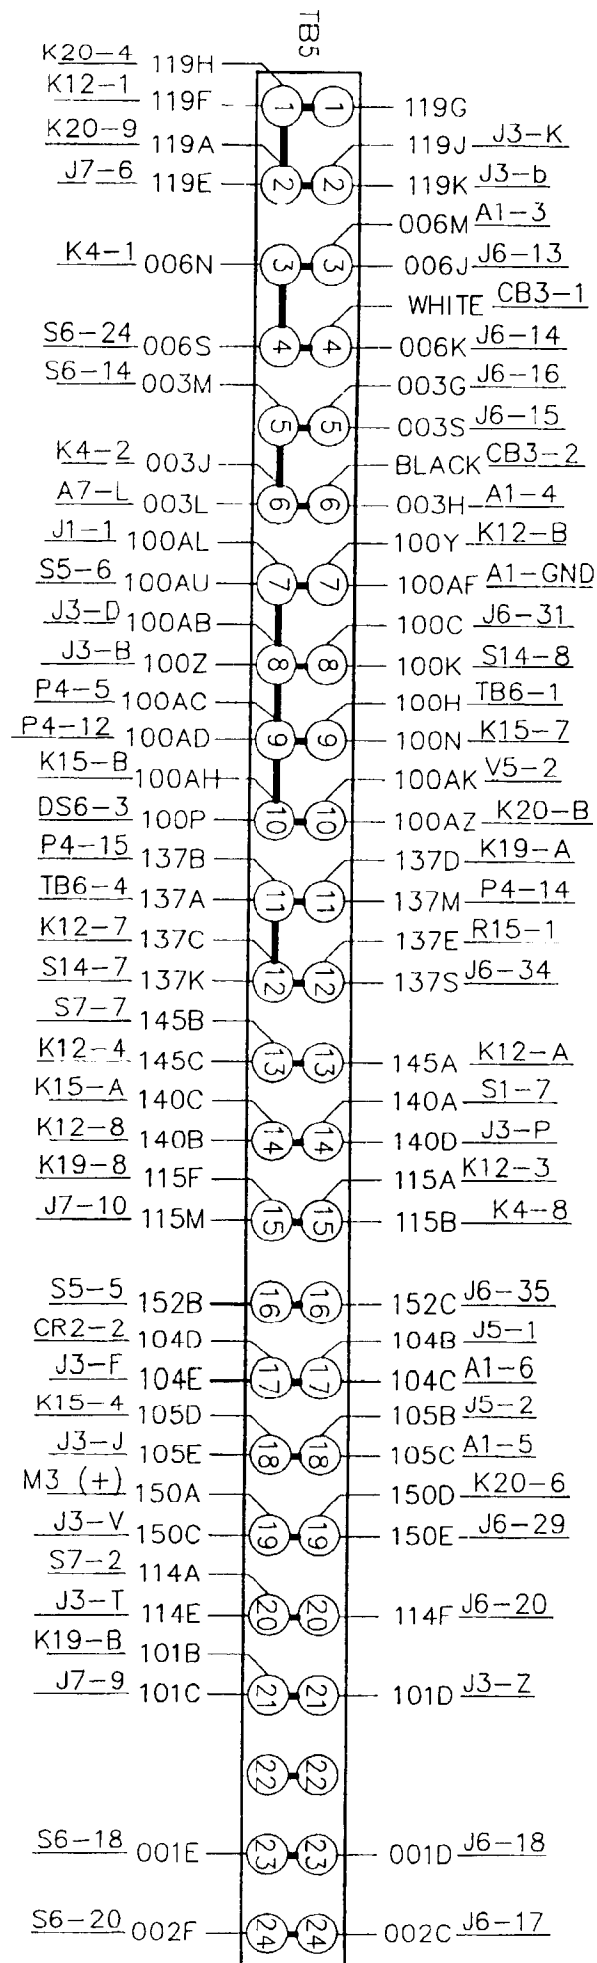 TB5
K20-4 119H
K12-1 119F 1 1 119G
K20-9 119A 119J J3-K
J7-6 119E 2 2 119K J3-b
006M A1-3
K4-1 006N 3 3 006J J6-13
WHITE CB3-1
S6-24 006S 4 4 006K J6-14
S6-14 003M 003G J6-16
5 5 003S J6-15
K4-2 003J BLACK CB3-2
A7-L 003L 6 6 003H A1-4
J1-1 100AL 100Y K12-B
S5-6 100AU 7 7 100AF A1-GND
J3-D 100AB 100C J6-31
J3-B 100Z 8 8 100K S14-8
P4-5 100AC 100H TB6-1
P4-12 100AD 9 9 100N K15-7
K15-B 100AH 100AK V5-2
DS6-3 100P 10 10 100AZ K20-B
P4-15 137B 137D K19-A
TB6-4 137A 11 11 137M P4-14
K12-7 137C 137E R15-1
S14-7 137K 12 12 137S J6-34
S7-7 145B
K12-4 145C 13 13 145A K12-A
K15-A 140C 140A S1-7
K12-8 140B 14 14 140D J3-P
K19-8 115F 115A K12-3
J7-10 115M 15 15 115B K4-8
S5-5 152B 16 16 152C J6-35
CR2-2 104D 104B J5-1
J3-F 104E 17 17 104C A1-6
K15-4 105D 105B J5-2
J3-J 105E 18 18 105C A1-5
M3 (+) 150A 150D K20-6
J3-V 150C 19 19 150E J6-29
S7-2 114A
J3-T 114E 20 20 114F J6-20
K19-B 101B
J7-9 101C 21 21 101D J3-Z
22 22
S6-18 001E 23 23 001D J6-18
S6-20 002F 24 24 002C J6-17